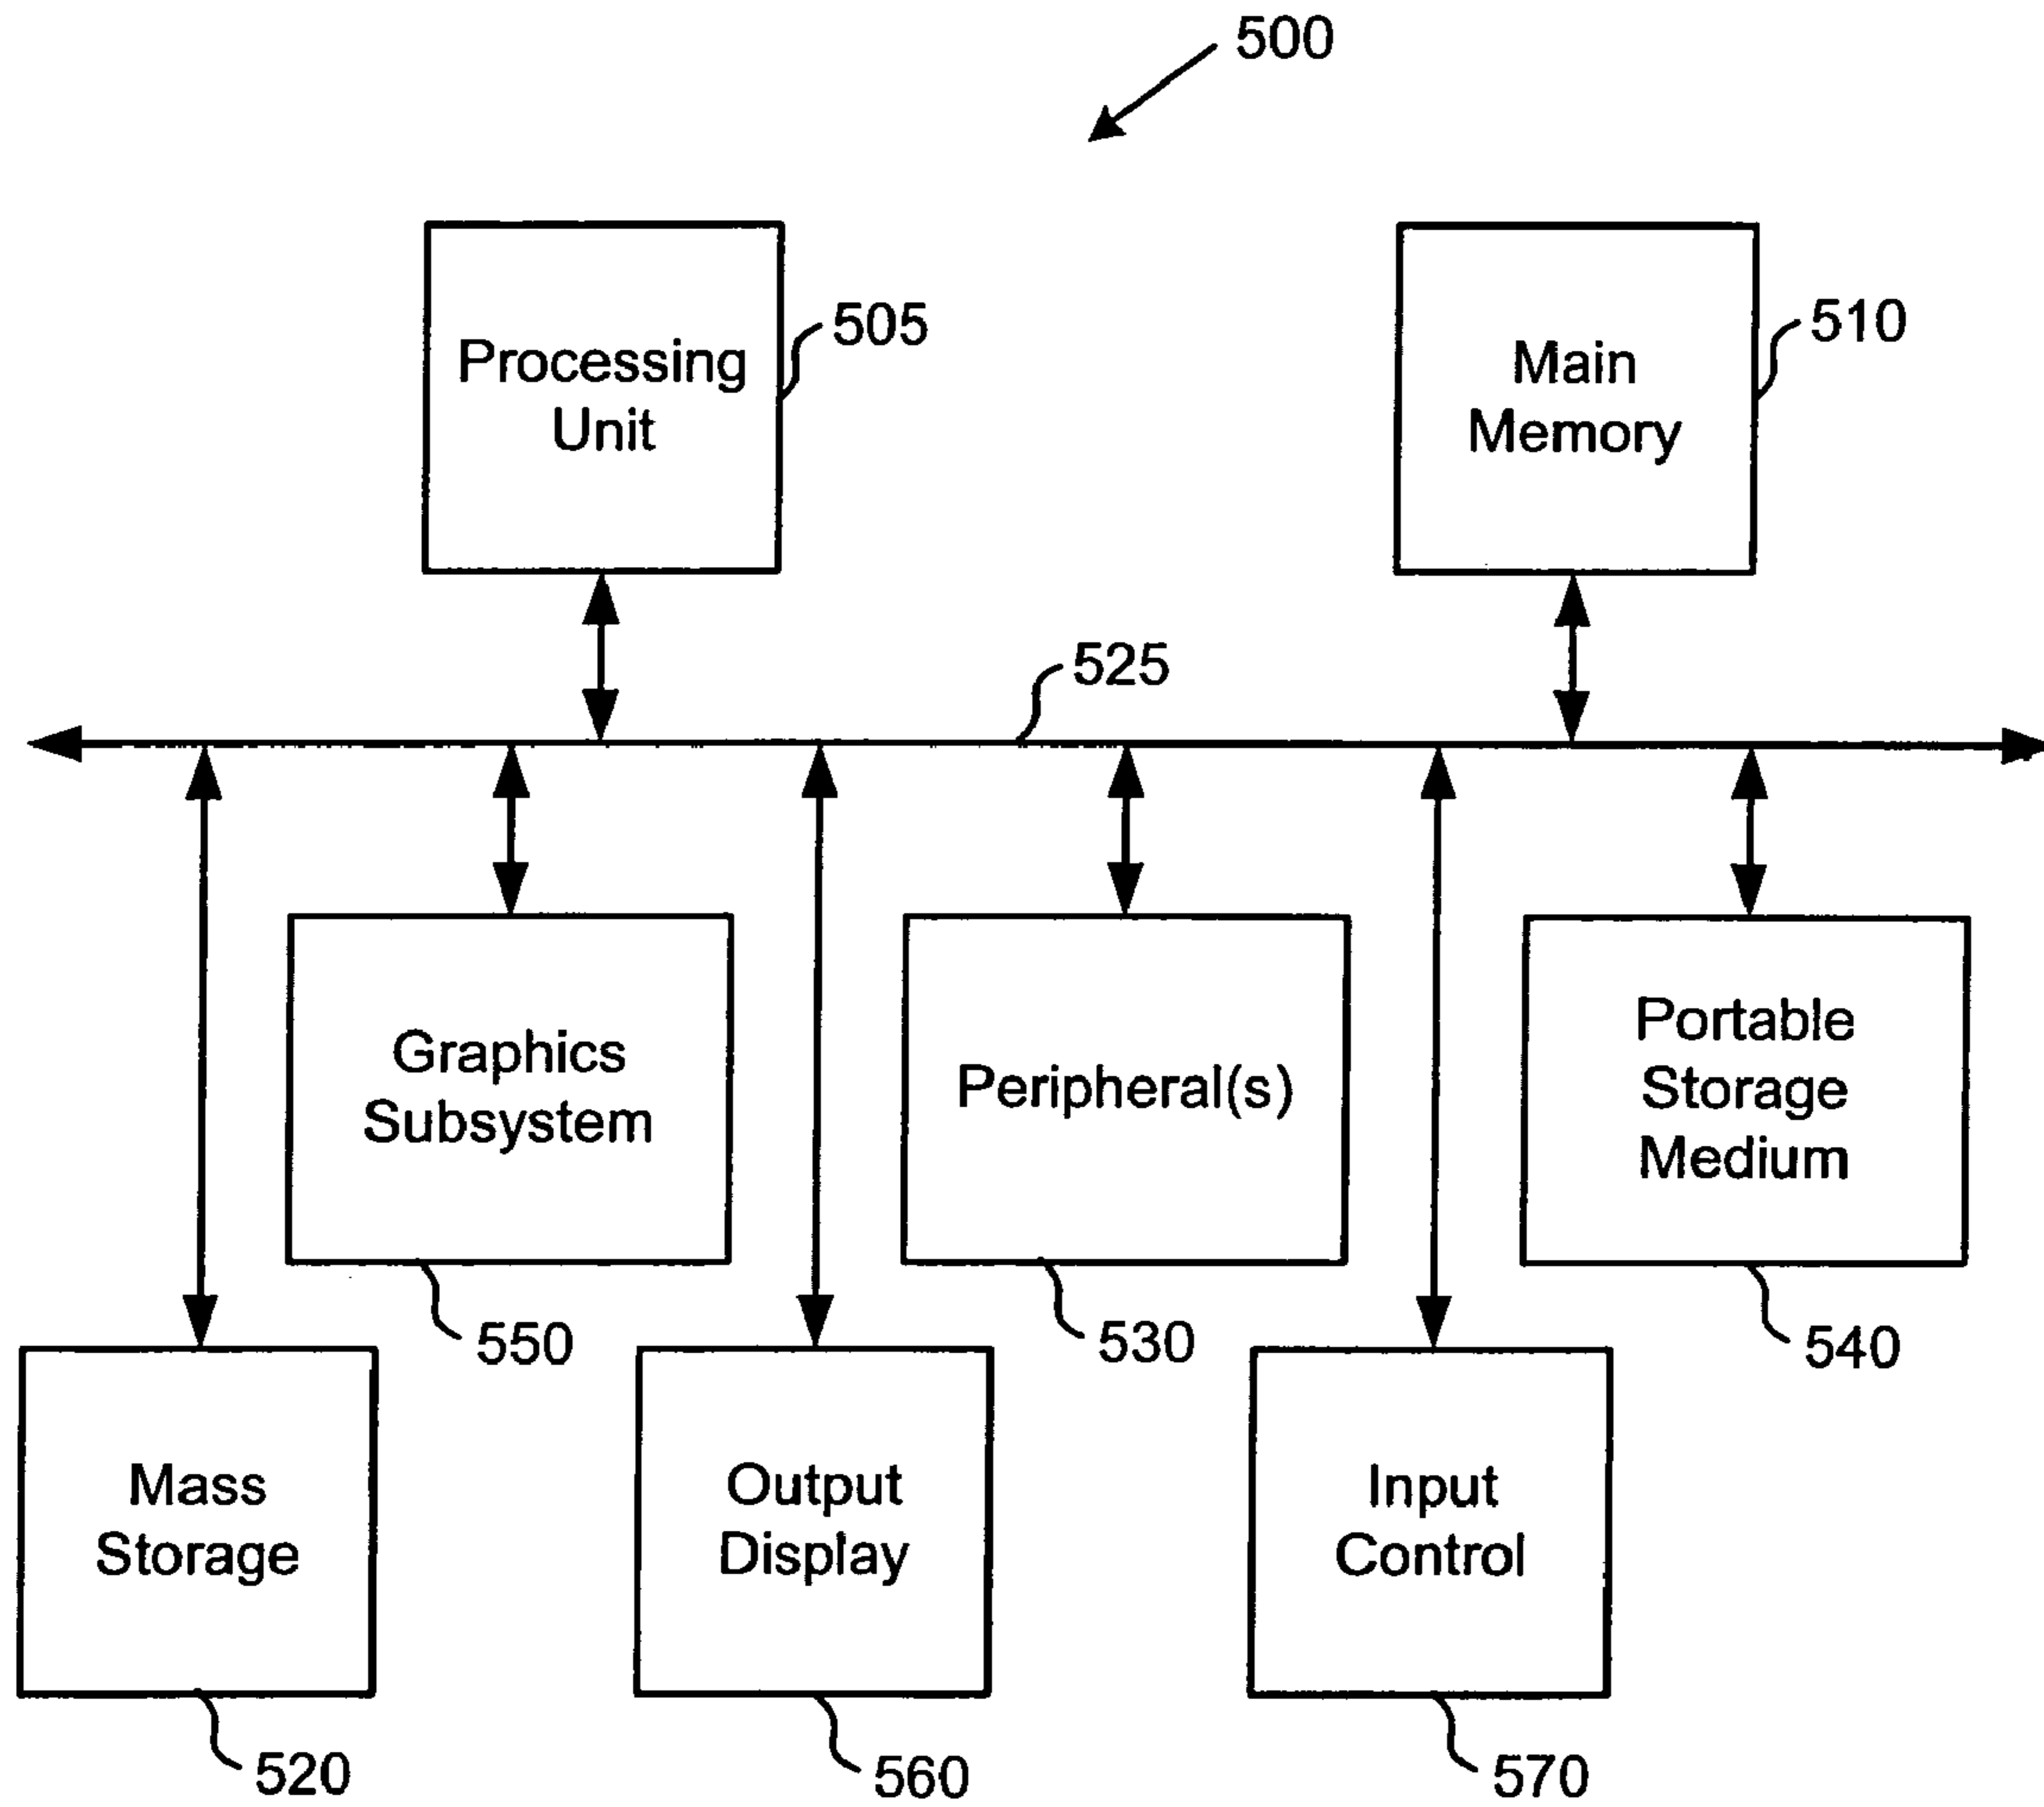 500
Processing
Unit
505
Main
Memory
510
525
Graphics
Subsystem
550
Peripheral(s)
530
Portable
Storage
Medium
540
Mass
Storage
520
Output
Display
560
Input
Control
570